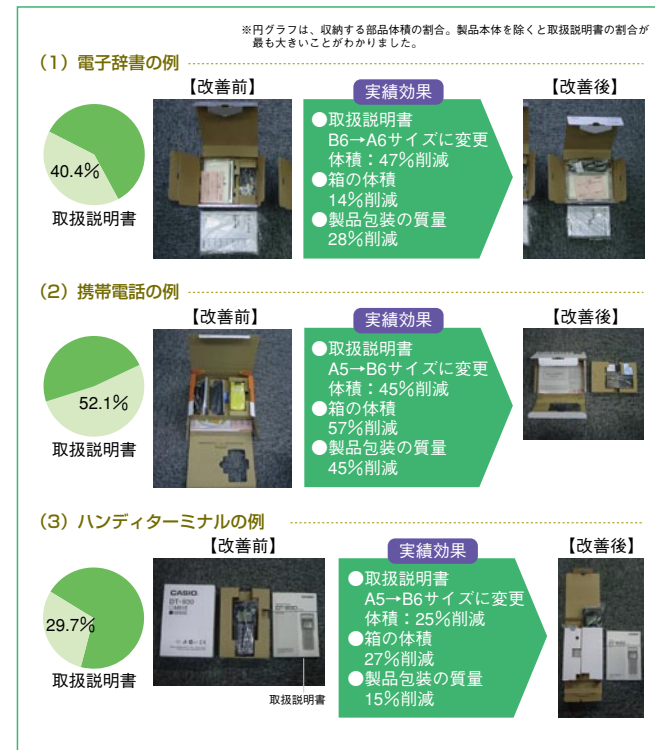 ※円グラフは、収納する部品体積の割合。製品本体を除くと取扱説明書の割合が
最も大きいことがわかりました。
(1)電子辞書の例
【改善前】
実績効果
【改善後】
40.4%
取扱説明書
●取扱説明書
B6→A6サイズに変更
体積：47%削減
●箱の体積
14%削減
●製品包装の質量
28%削減
(2)携帯電話の例
【改善前】
実績効果
【改善後】
52.1%
取扱説明書
●取扱説明書
A5→B6サイズに変更
体積：45%削減
●箱の体積
57%削減
●製品包装の質量
45%削減
(3)ハンディターミナルの例
【改善前】
実績効果
【改善後】
29.7%
取扱説明書
CASIO
DT-930
取扱説明書
●取扱説明書
A5→B6サイズに変更
体積：25%削減
●箱の体積
27%削減
●製品包装の質量
15%削減